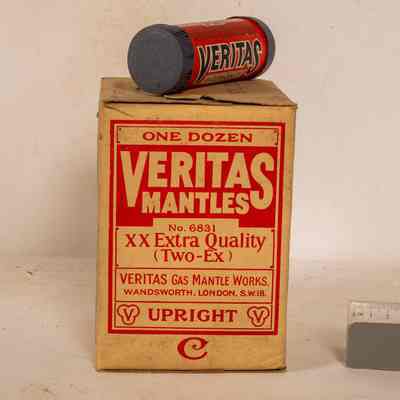 VERITAS
ONE DOZEN
VERITAS
MANTLES
No. 6831
XX Extra Quality
(Two-Ex)
VERITAS GAS MANTLE WORKS,
WANDSWORTH, LONDON, S.W.18.
V UPRIGHT V
C